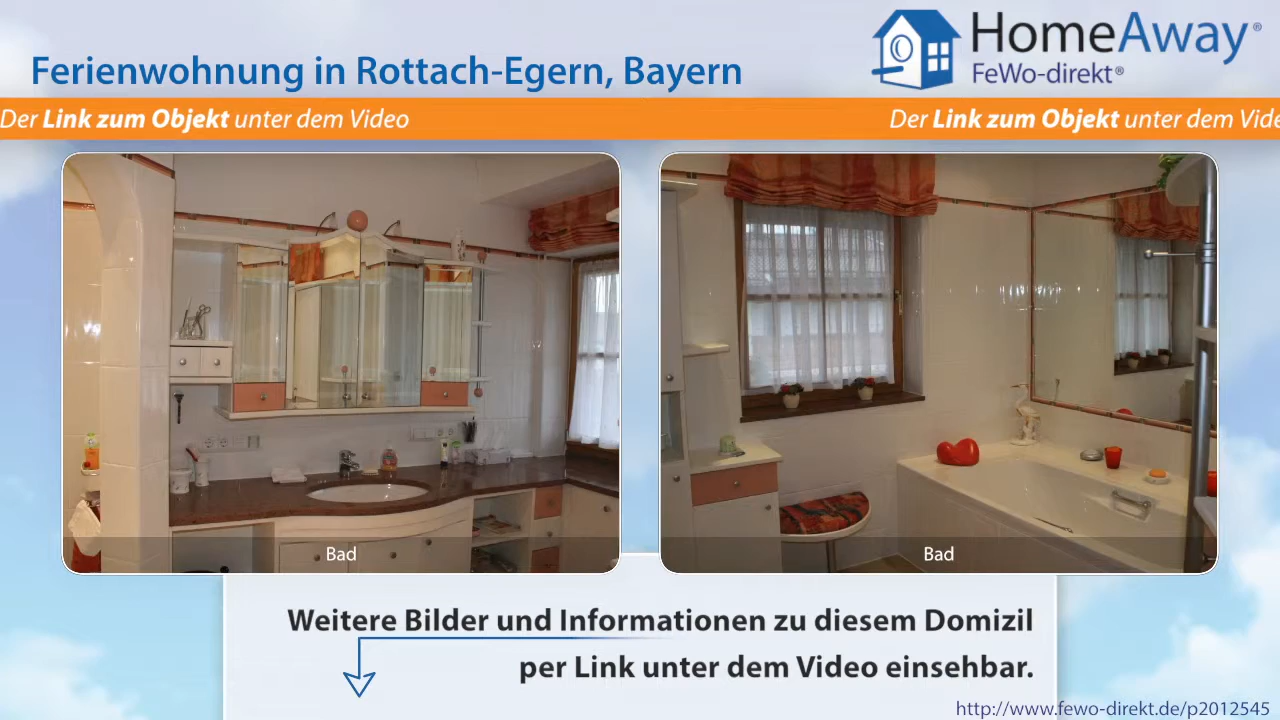 HomeAway®
FeWo-direkt®
Ferienwohnung in Rottach-Egern, Bayern
Der Link zum Objekt unter dem Video
Der Link zum Objekt unter dem Vide
Bad
Bad
Weitere Bilder und Informationen zu diesem Domizil
per Link unter dem Video einsehbar.
http://www.fewo-direkt.de/p2012545